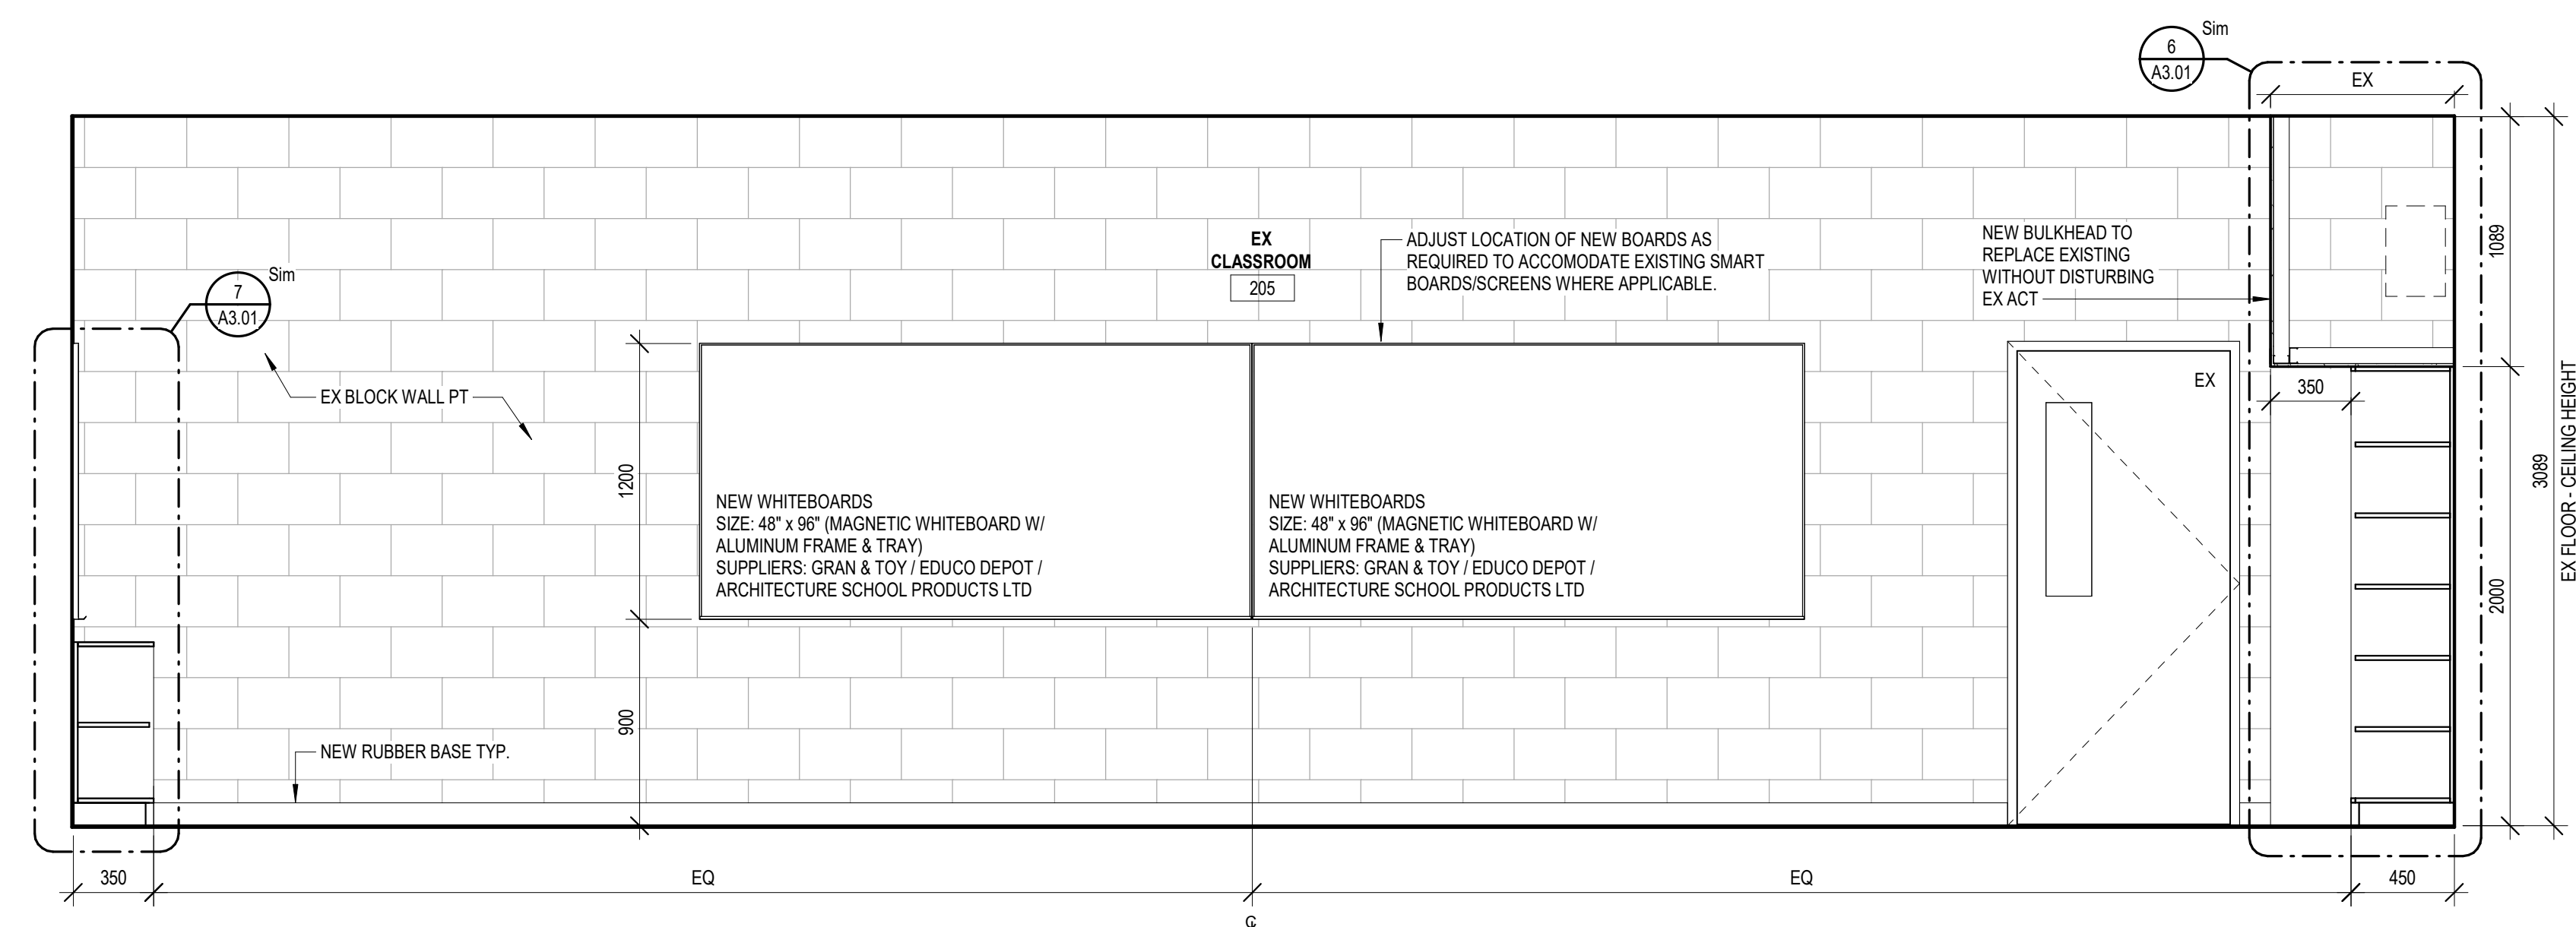 6
A3.01
Sim
EX
EX
CLASSROOM
205
ADJUST LOCATION OF NEW BOARDS AS
REQUIRED TO ACCOMODATE EXISTING SMART
BOARDS/SCREENS WHERE APPLICABLE.
NEW BULKHEAD TO
REPLACE EXISTING
WITHOUT DISTURBING
EX ACT
1089
7
A3.01
Sim
EX BLOCK WALL PT
EX
350
1200
NEW WHITEBOARDS
SIZE: 48" x 96" (MAGNETIC WHITEBOARD W/
ALUMINUM FRAME & TRAY)
SUPPLIERS: GRAN & TOY / EDUCO DEPOT /
ARCHITECTURE SCHOOL PRODUCTS LTD
NEW WHITEBOARDS
SIZE: 48" x 96" (MAGNETIC WHITEBOARD W/
ALUMINUM FRAME & TRAY)
SUPPLIERS: GRAN & TOY / EDUCO DEPOT /
ARCHITECTURE SCHOOL PRODUCTS LTD
3089
EX FLOOR - CEILING HEIGHT
2000
900
NEW RUBBER BASE TYP.
350
EQ
EQ
450
℄